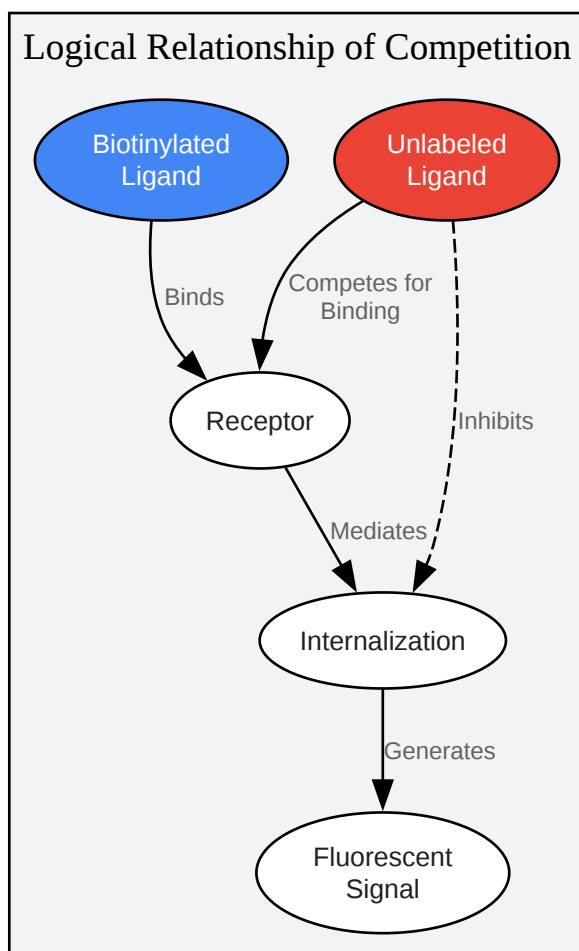 Logical Relationship of Competition
Biotinylated
Ligand
Unlabeled
Ligand
Binds
Competes for
Binding
Receptor
Inhibits
Mediates
Internalization
Generates
Fluorescent
Signal